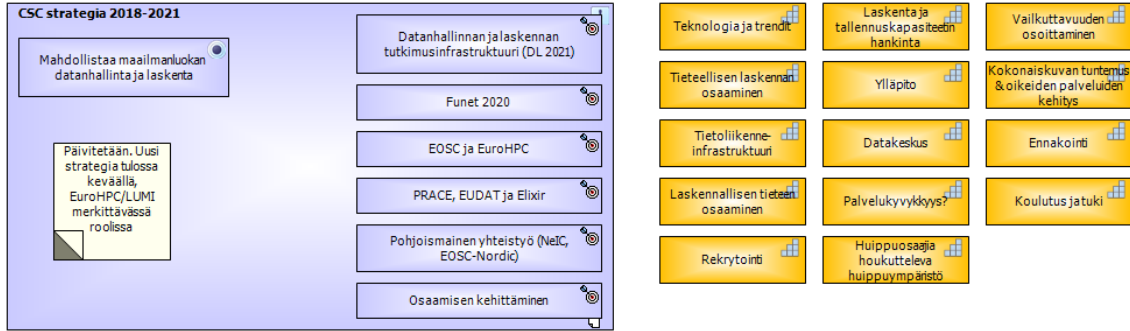 CSC strategia 2018-2021
Mahdollistaa maailmanluokan
datanhallinta ja laskenta
Päivitetään. Uusi
strategia tulossa
keväällä,
EuroHPC/LUMI
merkittävässä
roolissa
Datanhallinnan ja laskennan
tutkimusinfrastruktuuri (DL 2021)
Funet 2020
EOSC ja EuroHPC
PRACE, EUDAT ja Elixir
Pohjoismainen yhteistyö (NeIC,
EOSC-Nordic)
Osaamisen kehittäminen
Teknologia ja trendit
Laskenta ja
tallennuskapasiteetin
hankinta
Vaikuttavuuden
osoittaminen
Tieteellisen laskennan
osaaminen
Ylläpito
Kokonaiskuvan tuntemus
& oikeiden palveluiden
kehitys
Tietoliikenne-
infrastruktuuri
Datakeskus
Ennakointi
Laskennallisen tieteen
osaaminen
Palvelukyvykkyys?
Koulutus ja tuki
Rekrytointi
Huippuosaajia
houkutteleva
huippuympäristö